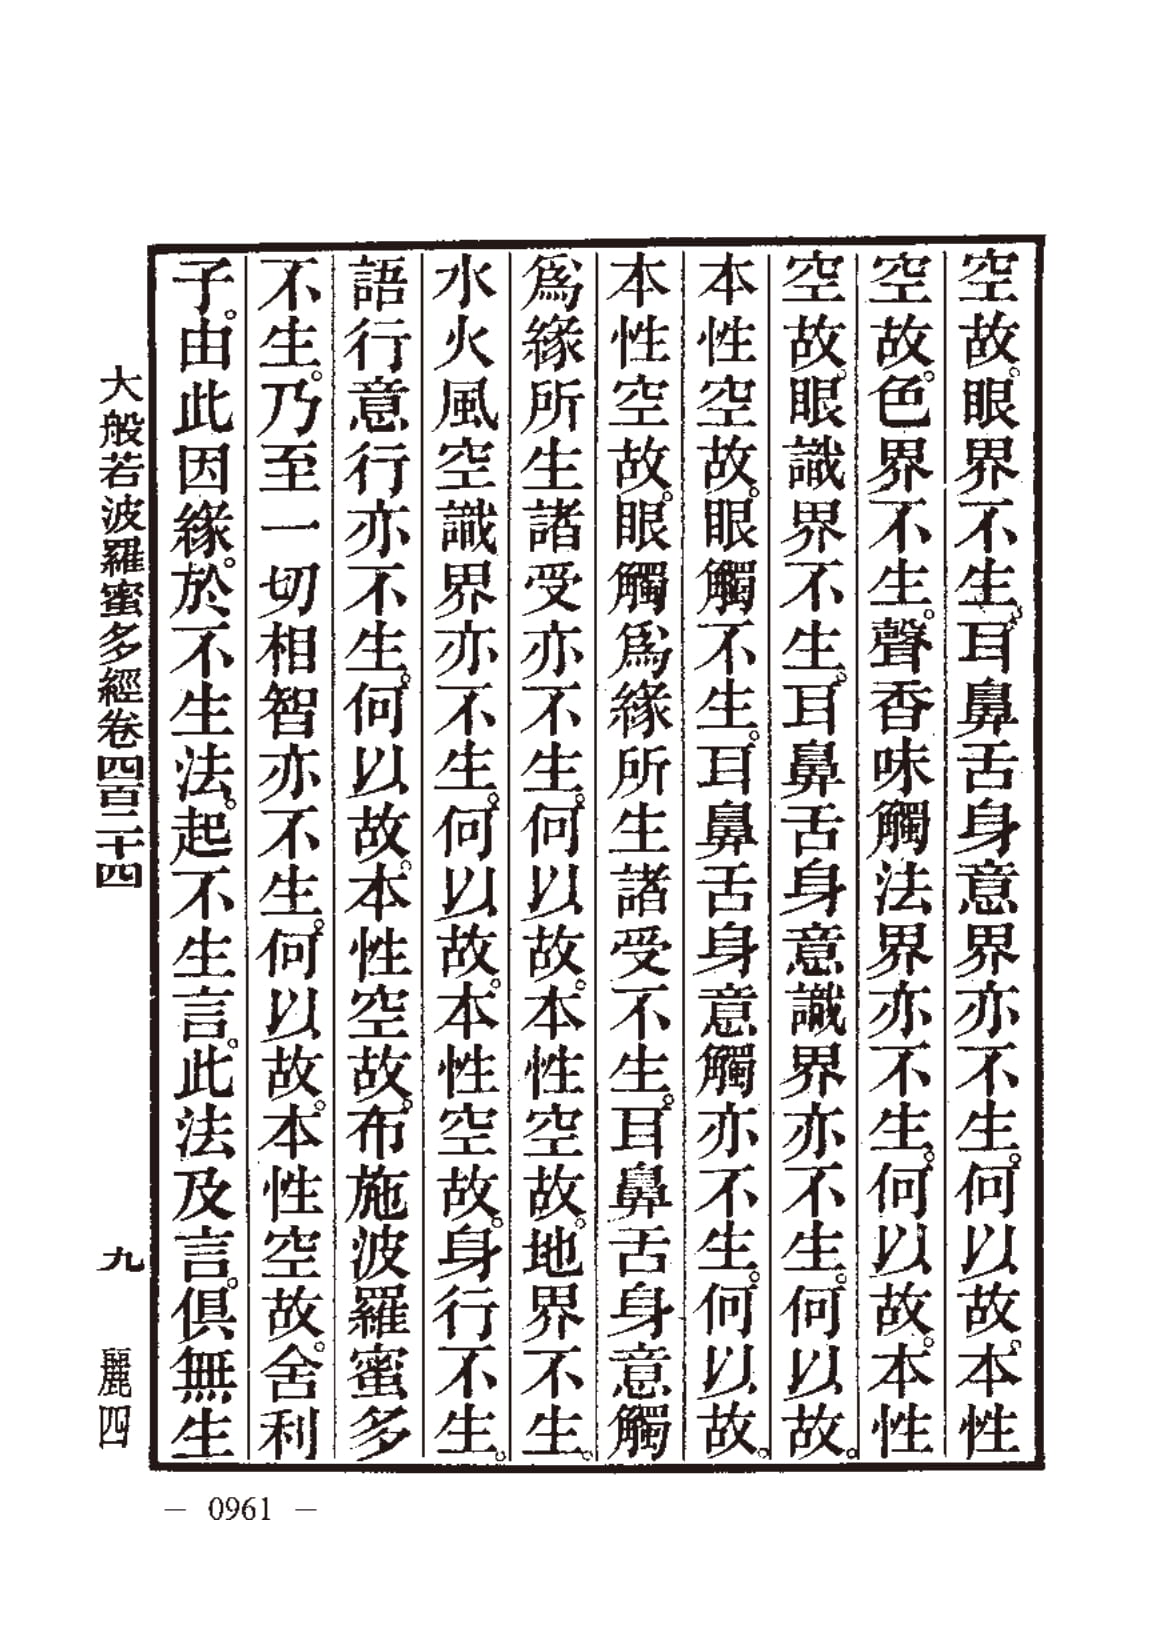 空故。眼界不生。耳鼻舌身意界亦不生。何以故。本性
空故。色界不生。聲香味觸法界亦不生。何以故。本性
空故。眼識界不生。耳鼻舌身意識界亦不生。何以故。
本性空故。眼觸不生。耳鼻舌身意觸亦不生。何以故。
本性空故。眼觸爲緣所生諸受不生。耳鼻舌身意觸
爲緣所生諸受亦不生。何以故。本性空故。地界不生。
水火風空識界亦不生。何以故。本性空故。身行不生。
語行意行亦不生。何以故。本性空故。布施波羅蜜多
不生。乃至一切相智亦不生。何以故。本性空故。舍利
子。由此因緣。於不生法。起不生言。此法及言。俱無生
大般若波羅蜜多經卷四百二十四 九 麗四
— 0961 —